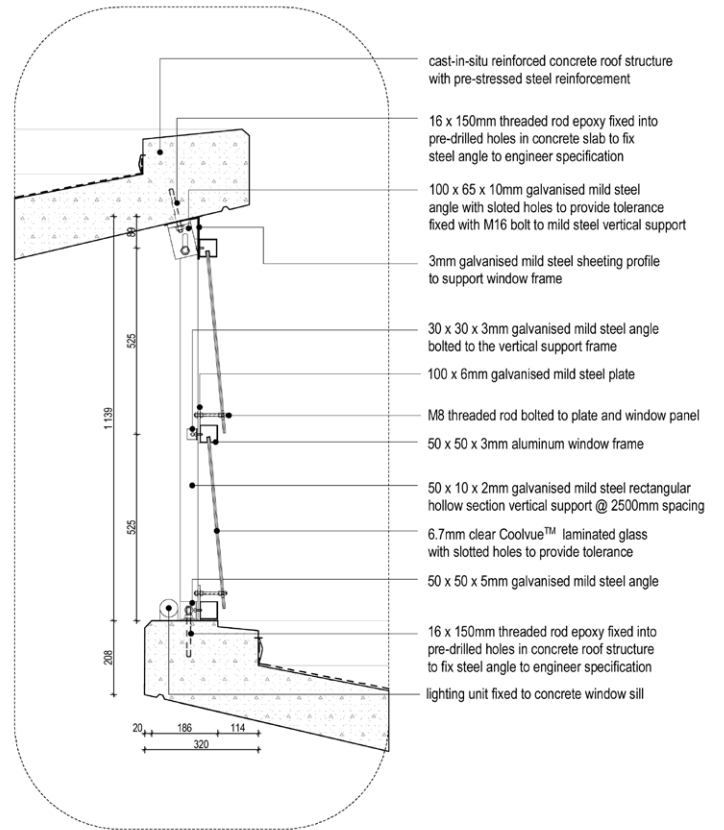 cast-in-situ reinforced concrete roof structure
with pre-stressed steel reinforcement
16 x 150mm threaded rod epoxy fixed into
pre-drilled holes in concrete slab to fix
steel angle to engineer specification
100 x 65 x 10mm galvanised mild steel
angle with sloted holes to provide tolerance
fixed with M16 bolt to mild steel vertical support
3mm galvanised mild steel sheeting profile
to support window frame
30 x 30 x 3mm galvanised mild steel angle
bolted to the vertical support frame
100 x 6mm galvanised mild steel plate
M8 threaded rod bolted to plate and window panel
50 x 50 x 3mm aluminum window frame
50 x 10 x 2mm galvanised mild steel rectangular
hollow section vertical support @ 2500mm spacing
6.7mm clear Coolvue™ laminated glass
with slotted holes to provide tolerance
50 x 50 x 5mm galvanised mild steel angle
16 x 150mm threaded rod epoxy fixed into
pre-drilled holes in concrete roof structure
to fix steel angle to engineer specification
lighting unit fixed to concrete window sill
89
525
1 139
525
208
20 186 114
320